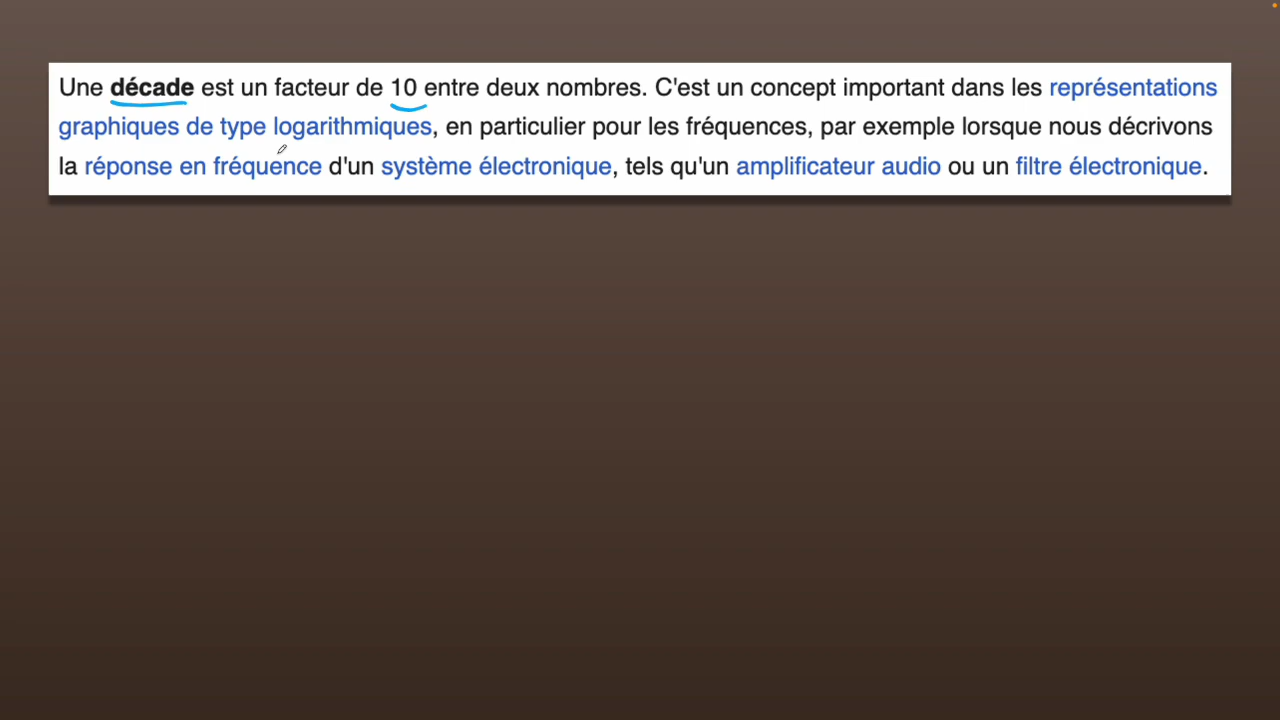 Une décade est un facteur de 10 entre deux nombres. C'est un concept important dans les représentations
graphiques de type logarithmiques, en particulier pour les fréquences, par exemple lorsque nous décrivons
la réponse en fréquence d'un système électronique, tels qu'un amplificateur audio ou un filtre électronique.